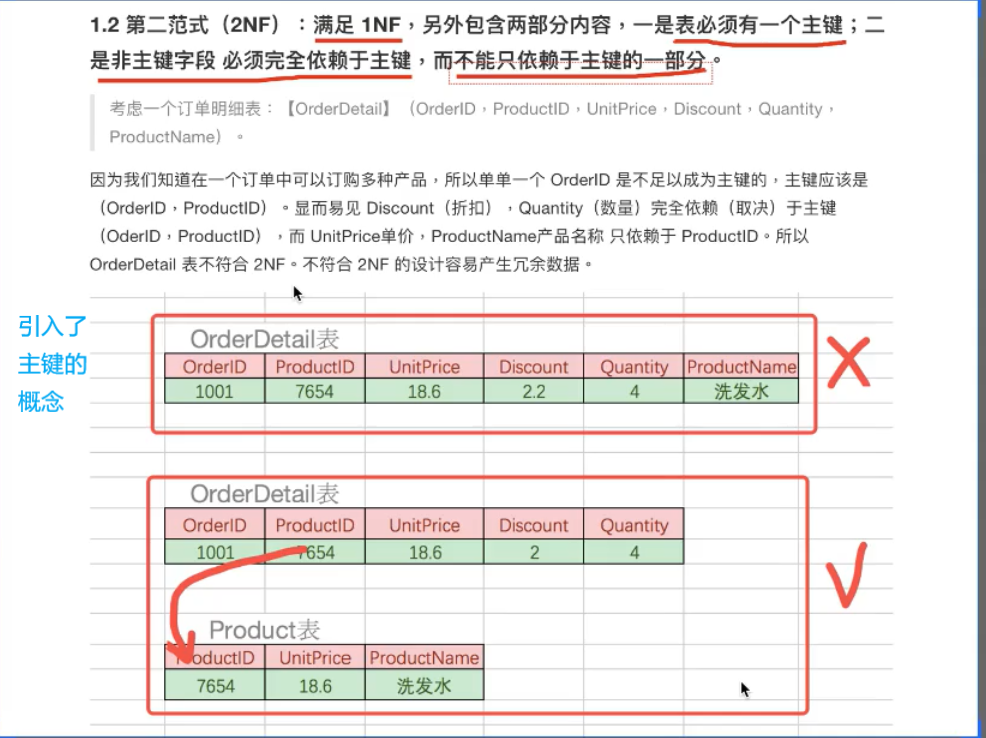 1.2 第二范式（2NF）：满足 1NF，另外包含两部分内容，一是表必须有一个主键；二
是非主键字段 必须完全依赖于主键，而不能只依赖于主键的一部分。
考虑一个订单明细表：【OrderDetail】（OrderID，ProductID，UnitPrice，Discount，Quantity，
ProductName）。
因为我们知道在一个订单中可以订购多种产品，所以单单一个 OrderID 是不足以成为主键的，主键应该是
（OrderID，ProductID）。显而易见 Discount（折扣），Quantity（数量）完全依赖（取决）于主键
（OderID，ProductID），而 UnitPrice单价，ProductName产品名称 只依赖于 ProductID。所以
OrderDetail 表不符合 2NF。不符合 2NF 的设计容易产生冗余数据。
引入了
主键的
概念
OrderDetail表
OrderID ProductID UnitPrice Discount Quantity ProductName
1001 7654 18.6 2.2 4 洗发水
OrderDetail表
OrderID ProductID UnitPrice Discount Quantity
1001 7654 18.6 2 4
Product表
ProductID UnitPrice ProductName
7654 18.6 洗发水